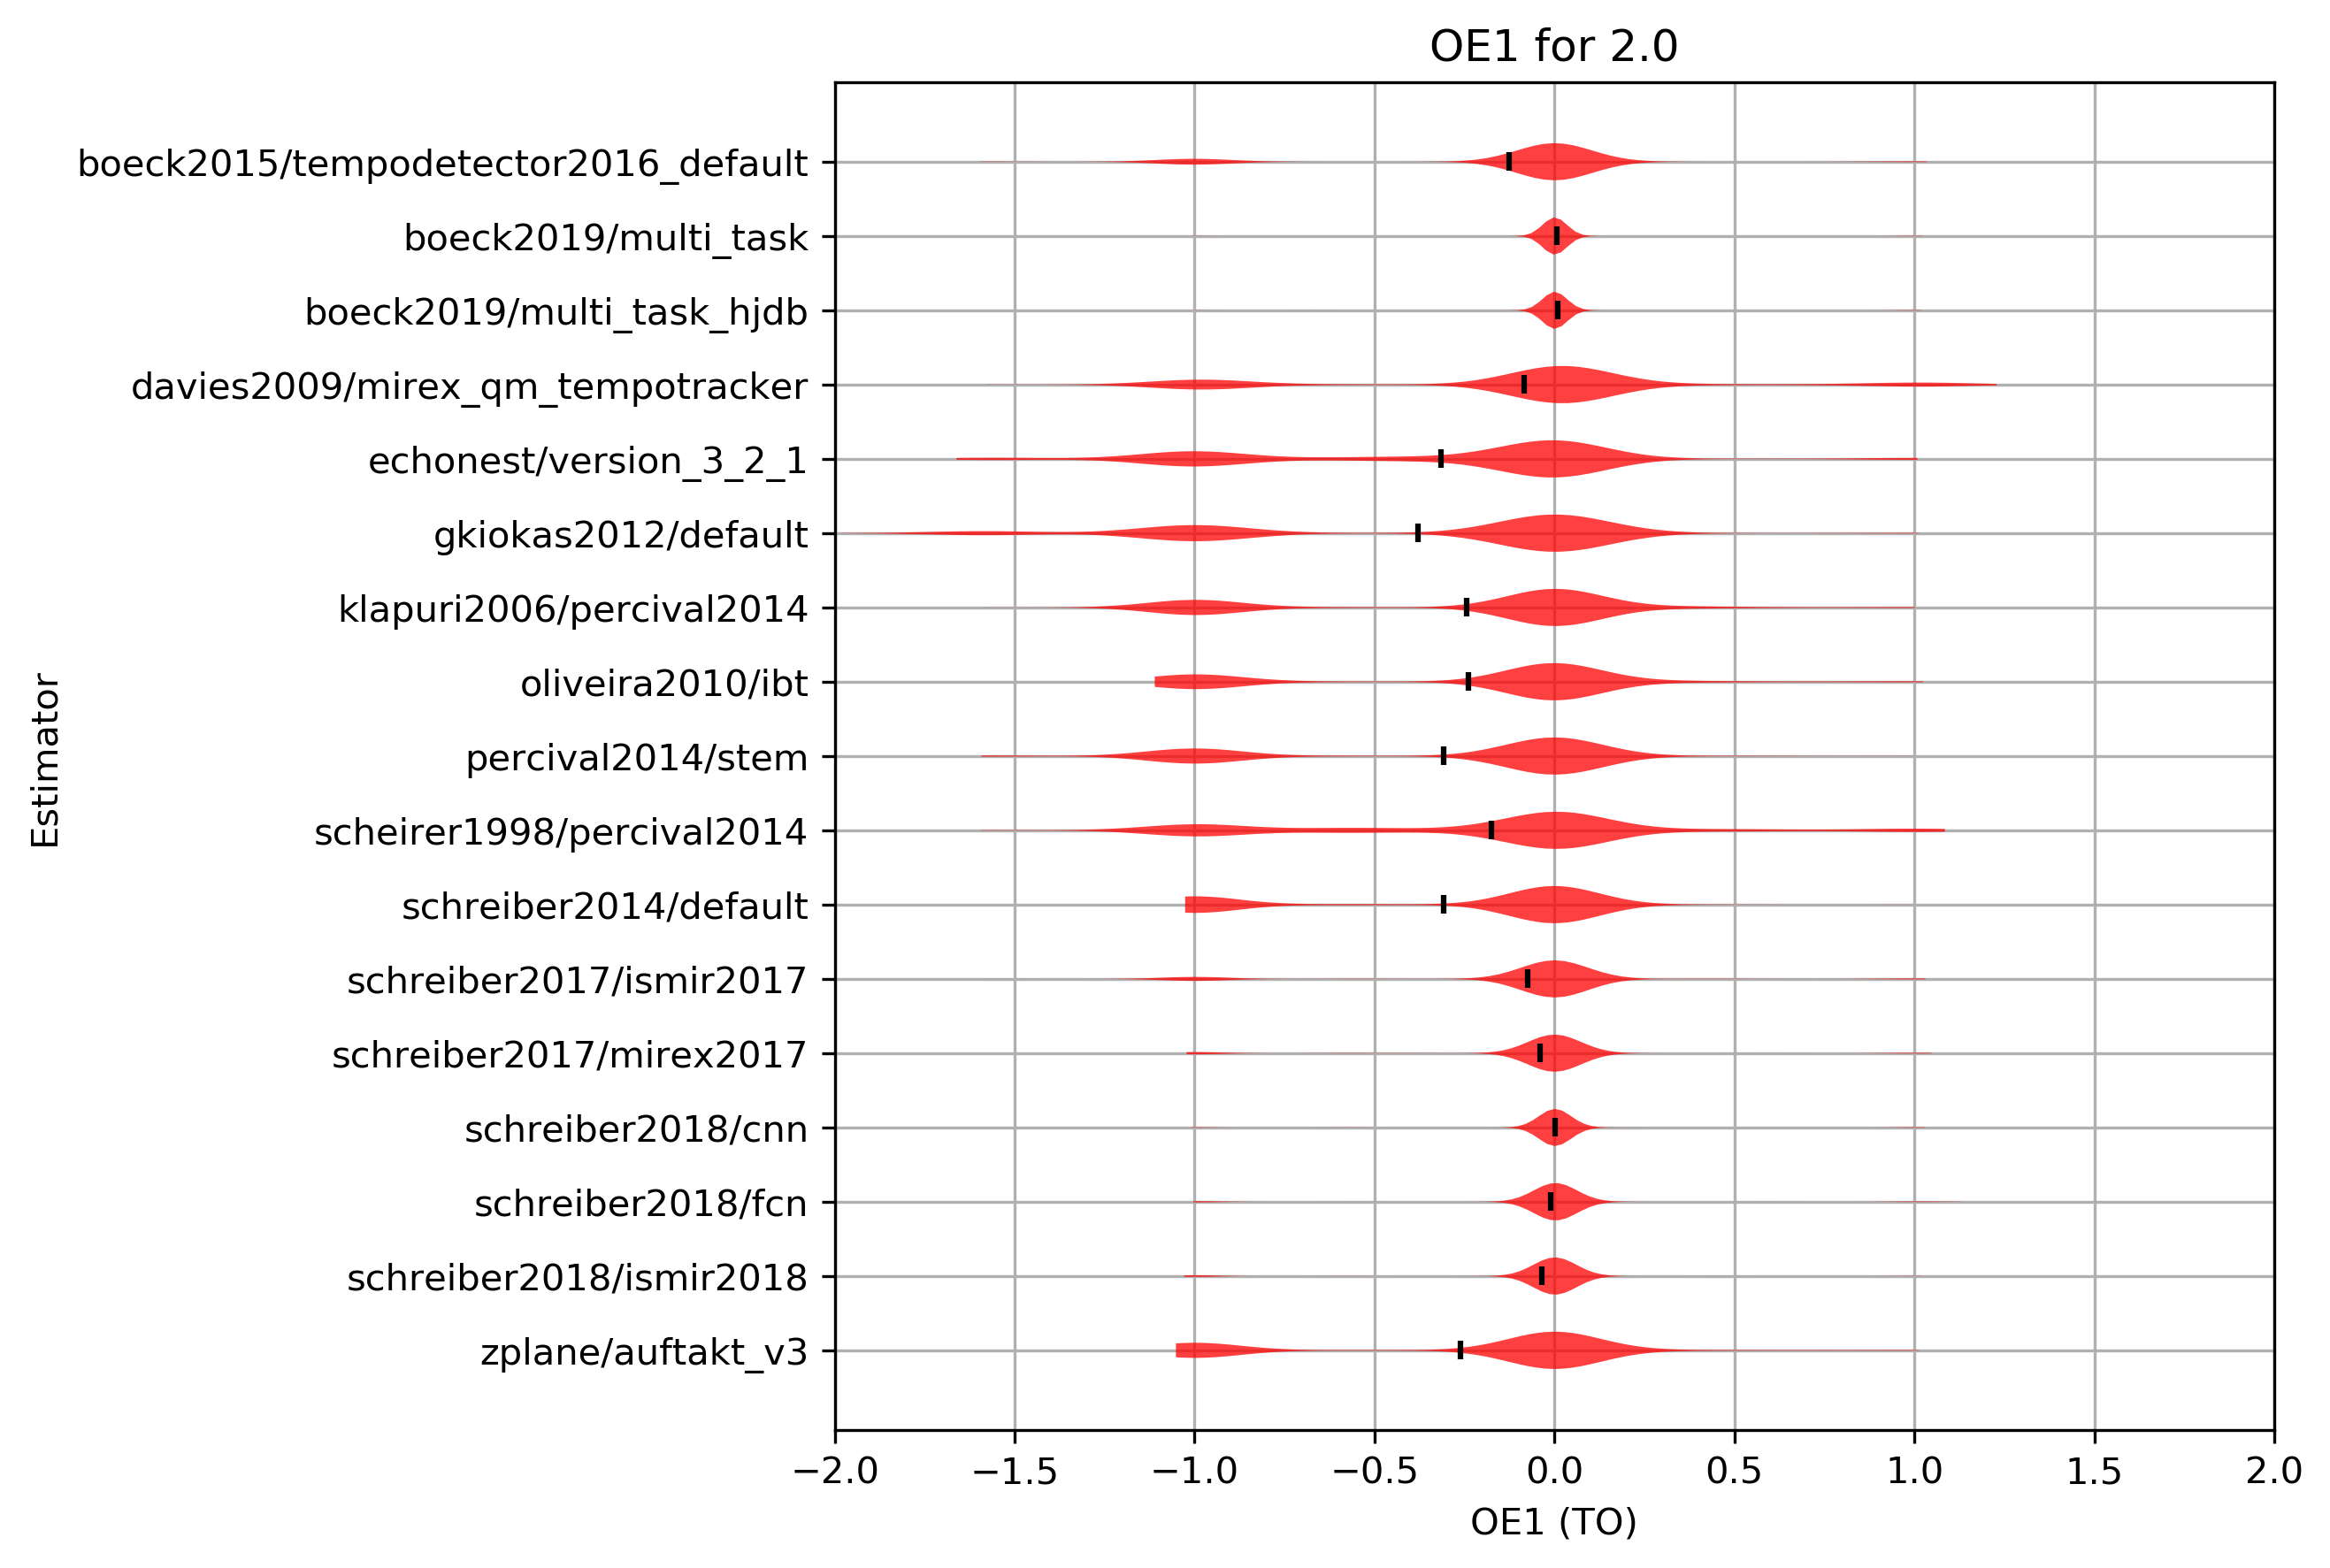 OE1 for 2.0
Estimator
boeck2015/tempodetector2016_default
boeck2019/multi_task
boeck2019/multi_task_hjdb
davies2009/mirex_qm_tempotracker
echonest/version_3_2_1
gkiokas2012/default
klapuri2006/percival2014
oliveira2010/ibt
percival2014/stem
scheirer1998/percival2014
schreiber2014/default
schreiber2017/ismir2017
schreiber2017/mirex2017
schreiber2018/cnn
schreiber2018/fcn
schreiber2018/ismir2018
zplane/auftakt_v3
−2.0 −1.5 −1.0 −0.5 0.0 0.5 1.0 1.5 2.0
OE1 (TO)